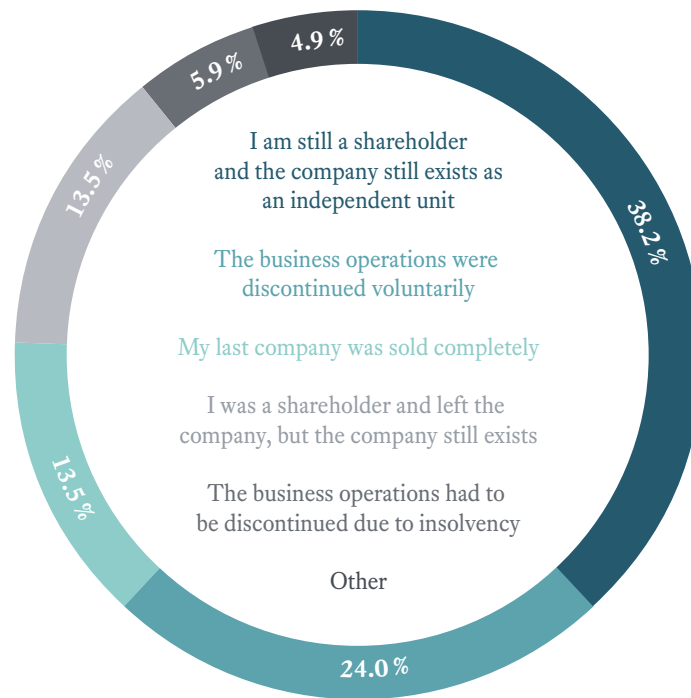 4.9 %
5.9 %
13.5 %
38.2 %
I am still a shareholder
and the company still exists as
an independent unit
The business operations were
discontinued voluntarily
My last company was sold completely
I was a shareholder and left the
company, but the company still exists
The business operations had to
be discontinued due to insolvency
Other
13.5 %
24.0 %